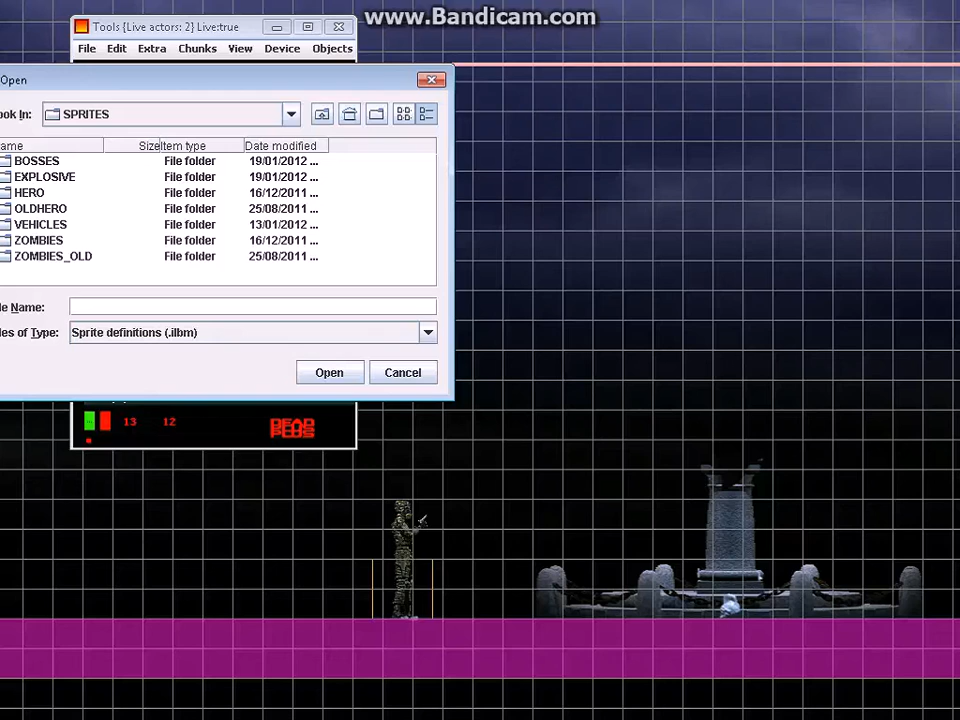 www.Bandicam.com
Tools {Live actors: 2} Live:true
File Edit Extra Chunks View Device Objects
Open
ook In: SPRITES
ame Size Item type Date modified
BOSSES File folder 19/01/2012 ...
EXPLOSIVE File folder 19/01/2012 ...
HERO File folder 16/12/2011 ...
OLDHERO File folder 25/08/2011 ...
VEHICLES File folder 13/01/2012 ...
ZOMBIES File folder 16/12/2011 ...
ZOMBIES_OLD File folder 25/08/2011 ...
le Name:
les of Type: Sprite definitions (.ilbm)
Open Cancel
13 12